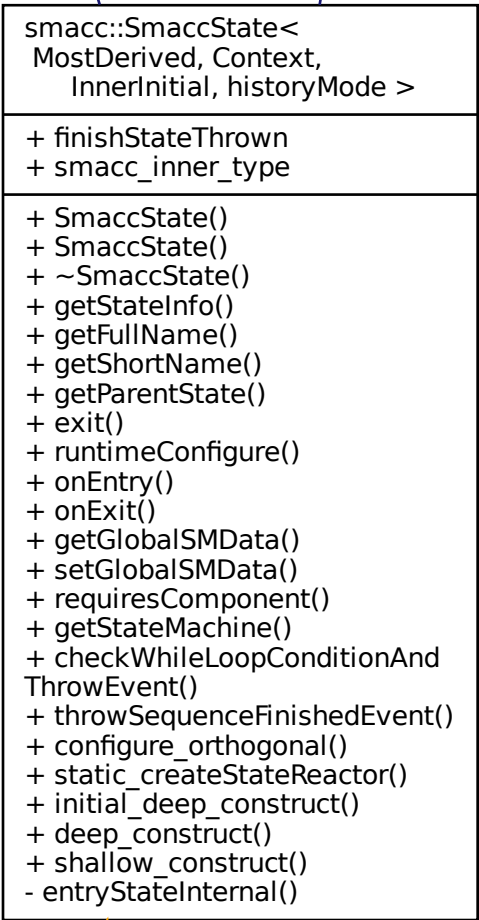 smacc::SmaccState<
MostDerived, Context,
InnerInitial, historyMode >
+ finishStateThrown
+ smacc_inner_type
+ SmaccState()
+ SmaccState()
+ ~SmaccState()
+ getStateInfo()
+ getFullName()
+ getShortName()
+ getParentState()
+ exit()
+ runtimeConfigure()
+ onEntry()
+ onExit()
+ getGlobalSMData()
+ setGlobalSMData()
+ requiresComponent()
+ getStateMachine()
+ checkWhileLoopConditionAnd
ThrowEvent()
+ throwSequenceFinishedEvent()
+ configure_orthogonal()
+ static_createStateReactor()
+ initial_deep_construct()
+ deep_construct()
+ shallow_construct()
- entryStateInternal()